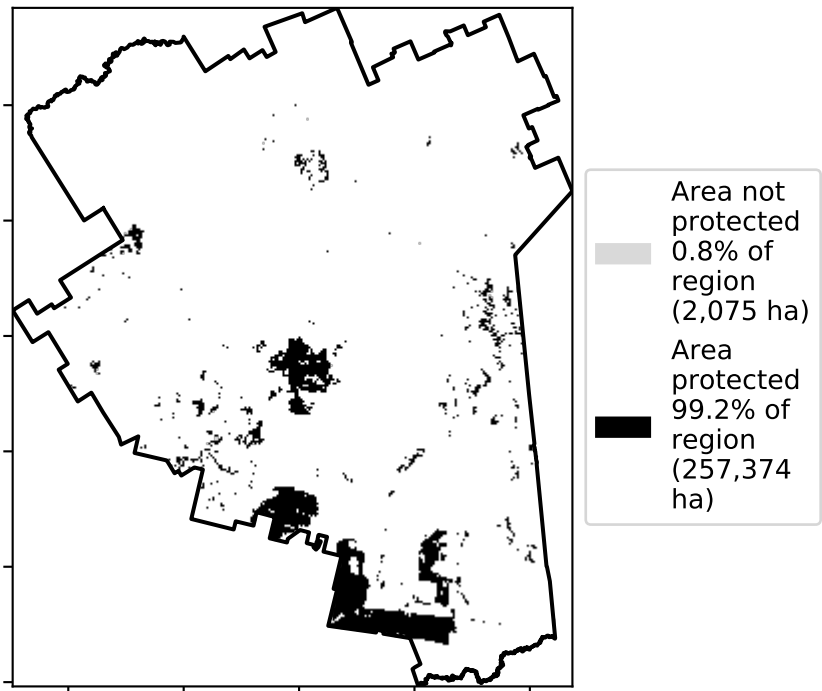 Area not
protected
0.8% of
region
(2,075 ha)
Area
protected
99.2% of
region
(257,374
ha)